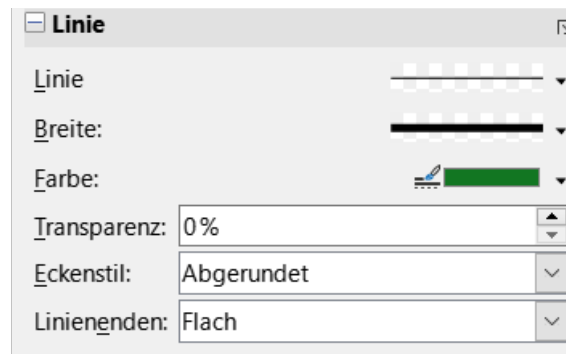 Linie
Linie
Breite:
Farbe:
Transparenz: 0%
Eckenstil: Abgerundet
Linienenden: Flach